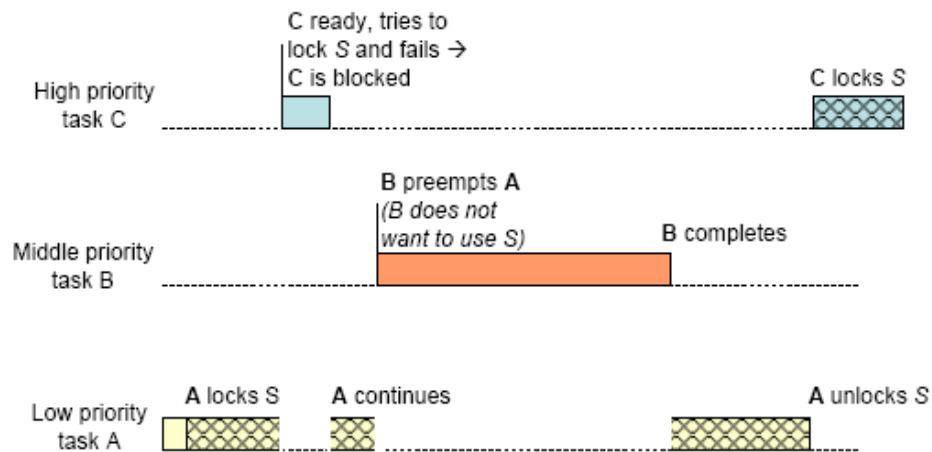 C ready, tries to
lock S and fails →
C is blocked
C locks S
High priority
task C
B preempts A
(B does not
want to use S)
B completes
Middle priority
task B
A locks S
A continues
A unlocks S
Low priority
task A